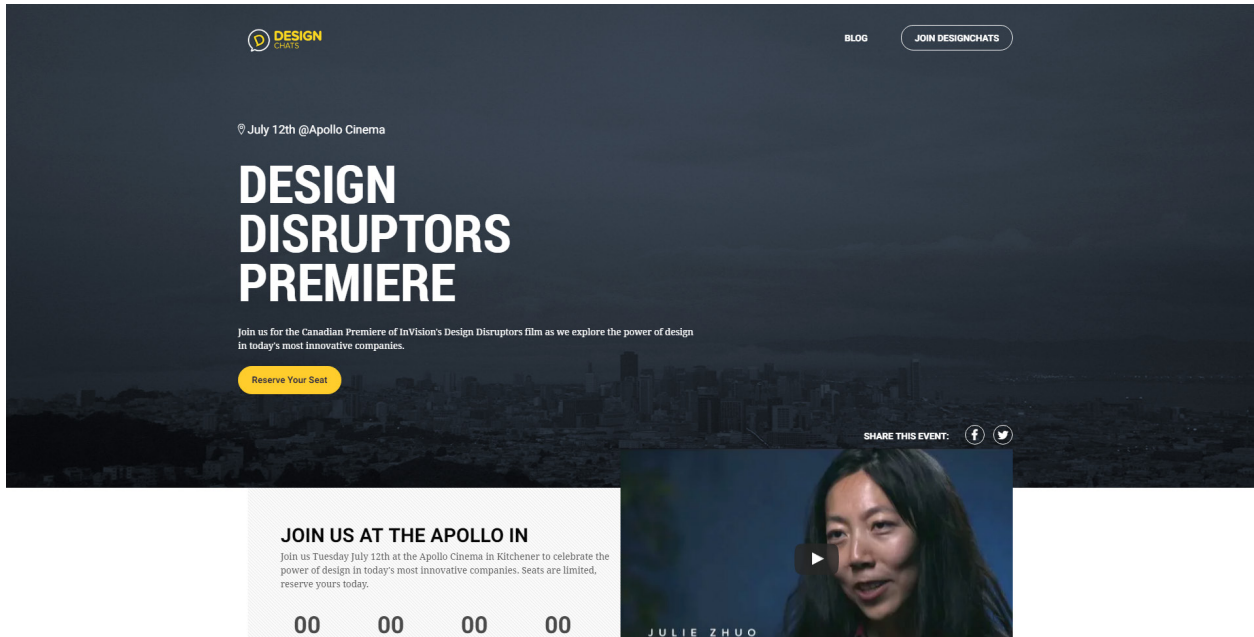 DESIGN
CHATS
BLOG
JOIN DESIGNCHATS
July 12th @Apollo Cinema
DESIGN
DISRUPTORS
PREMIERE
Join us for the Canadian Premiere of InVision's Design Disruptors film as we explore the power of design
in today's most innovative companies.
Reserve Your Seat
SHARE THIS EVENT:
JOIN US AT THE APOLLO IN
Join us Tuesday July 12th at the Apollo Cinema in Kitchener to celebrate the
power of design in today's most innovative companies. Seats are limited,
reserve yours today.
00 00 00 00
JULIE ZHUO